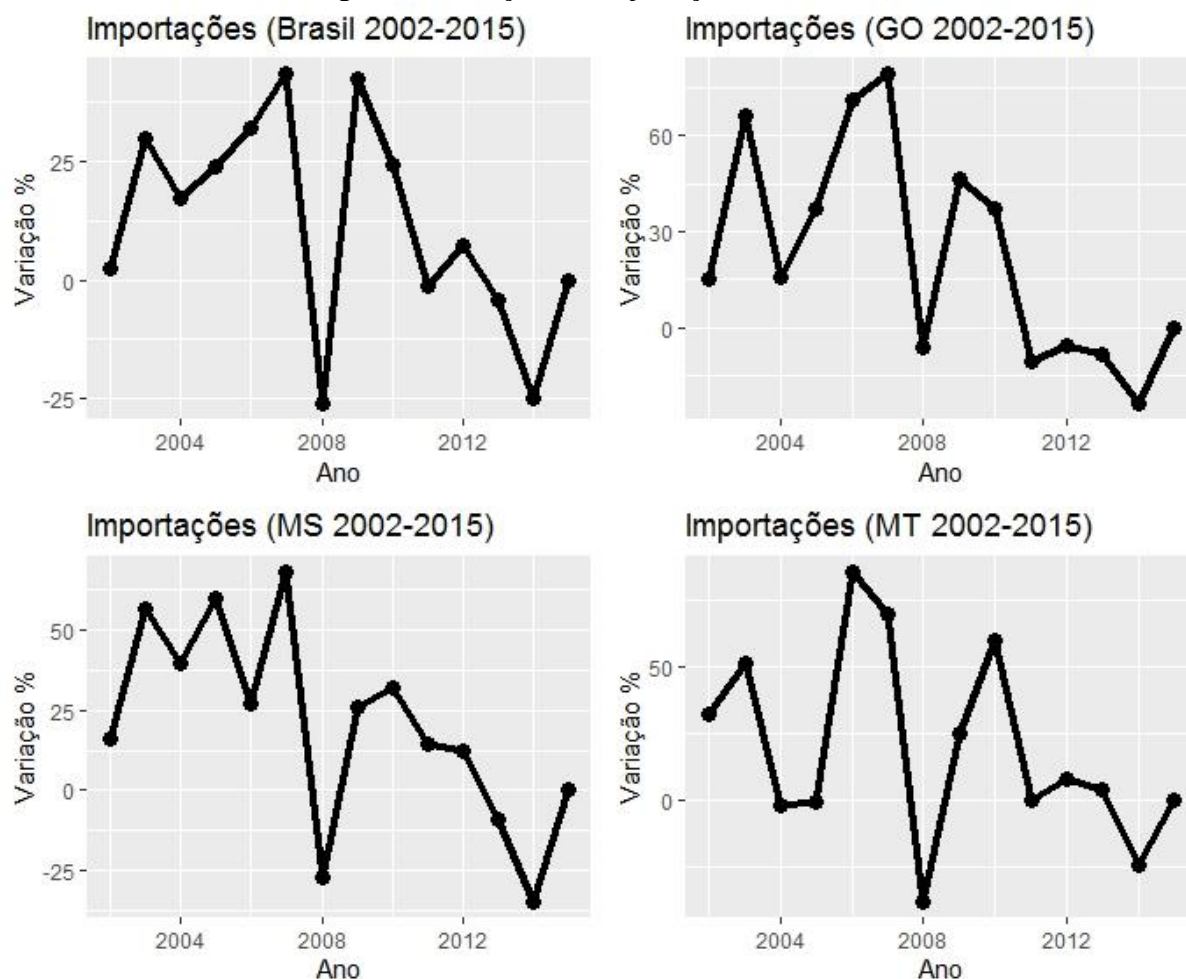 Importações (Brasil 2002-2015)
Variação %
25
0
-25
2004
2008
2012
Ano
Importações (GO 2002-2015)
Variação %
60
30
0
2004
2008
2012
Ano
Importações (MS 2002-2015)
Variação %
50
25
0
-25
2004
2008
2012
Ano
Importações (MT 2002-2015)
Variação %
50
0
2004
2008
2012
Ano